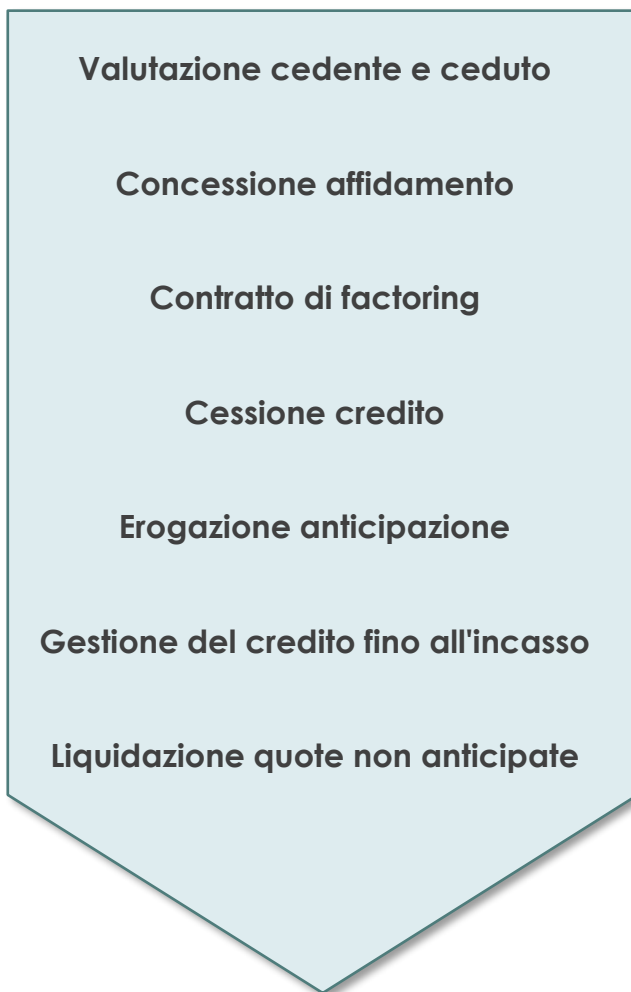 Valutazione cedente e ceduto
Concessione affidamento
Contratto di factoring
Cessione credito
Erogazione anticipazione
Gestione del credito fino all'incasso
Liquidazione quote non anticipate